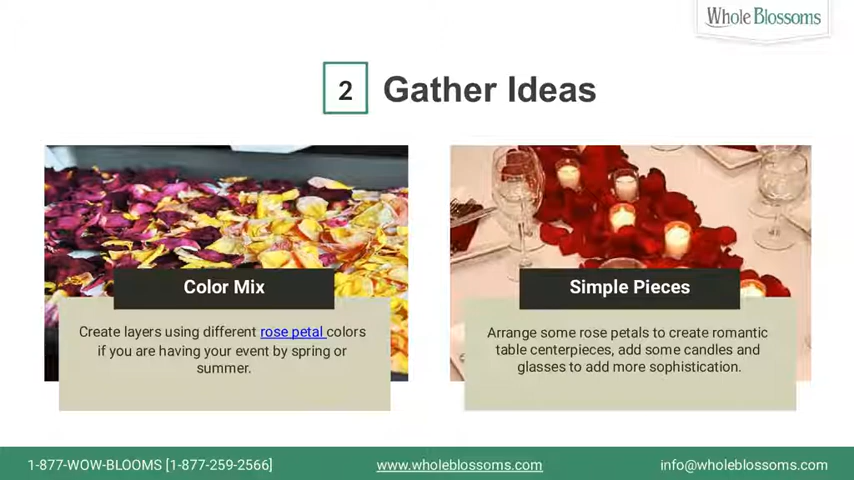 Whole Blossoms
2 Gather Ideas
Color Mix
Create layers using different rose petal colors
if you are having your event by spring or
summer.
Simple Pieces
Arrange some rose petals to create romantic
table centerpieces, add some candles and
glasses to add more sophistication.
1-877-WOW-BLOOMS [1-877-259-2566]
www.wholeblossoms.com
info@wholeblossoms.com